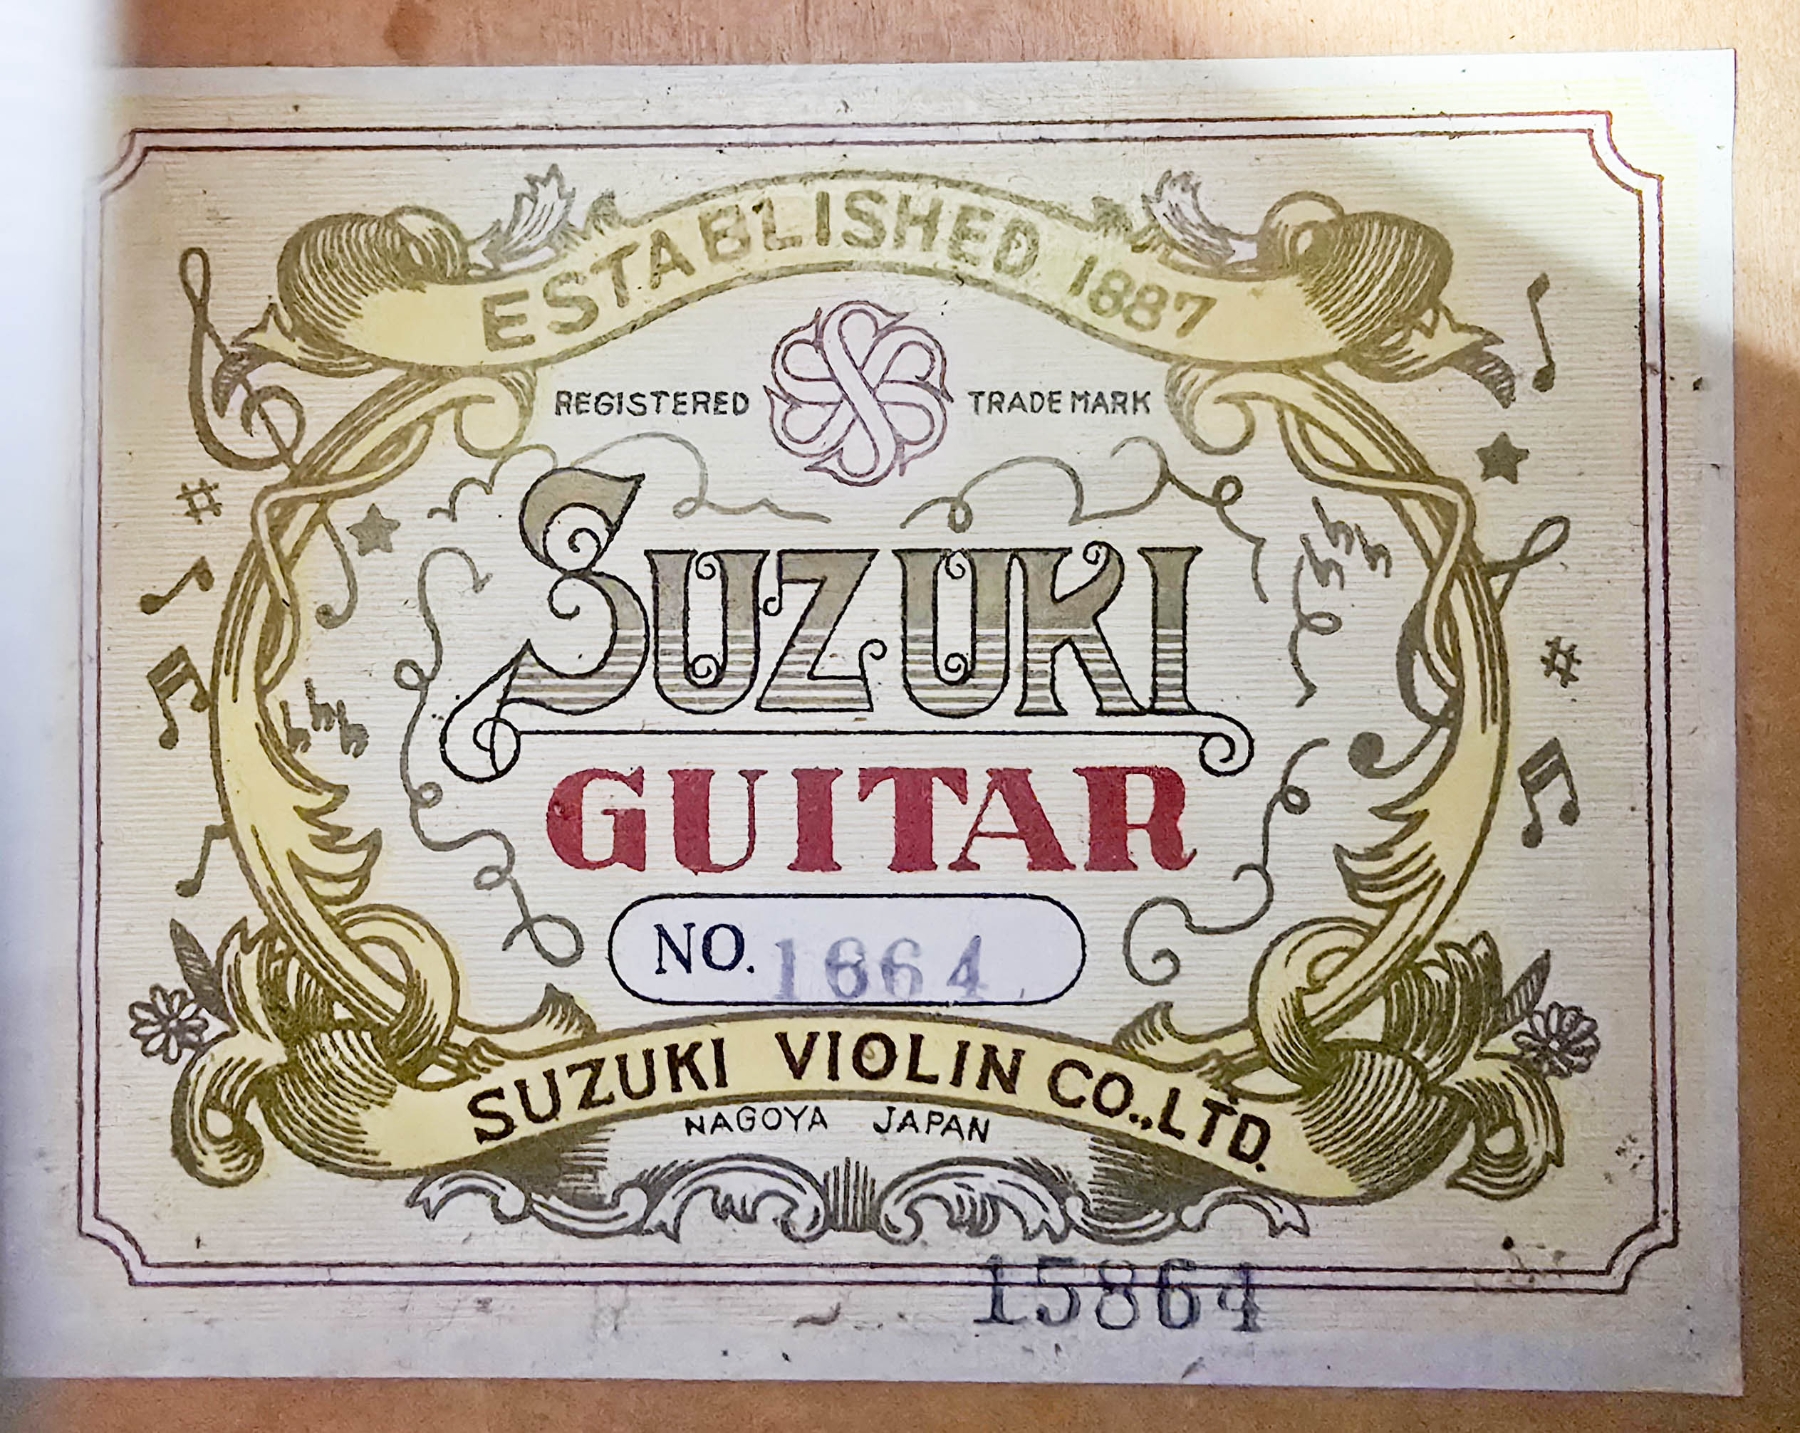 ESTABLISHED 1887
REGISTERED TRADE MARK
SUZUKI
GUITAR
NO. 1664
SUZUKI VIOLIN CO.,LTD.
NAGOYA JAPAN
15864